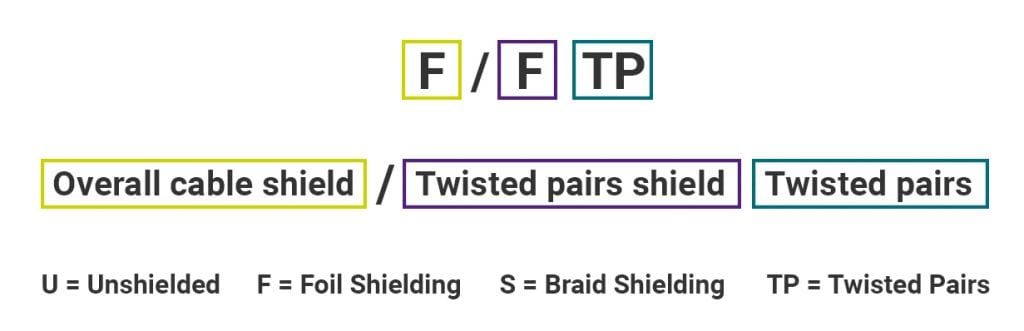 F / F TP
Overall cable shield / Twisted pairs shield Twisted pairs
U = Unshielded F = Foil Shielding S = Braid Shielding TP = Twisted Pairs